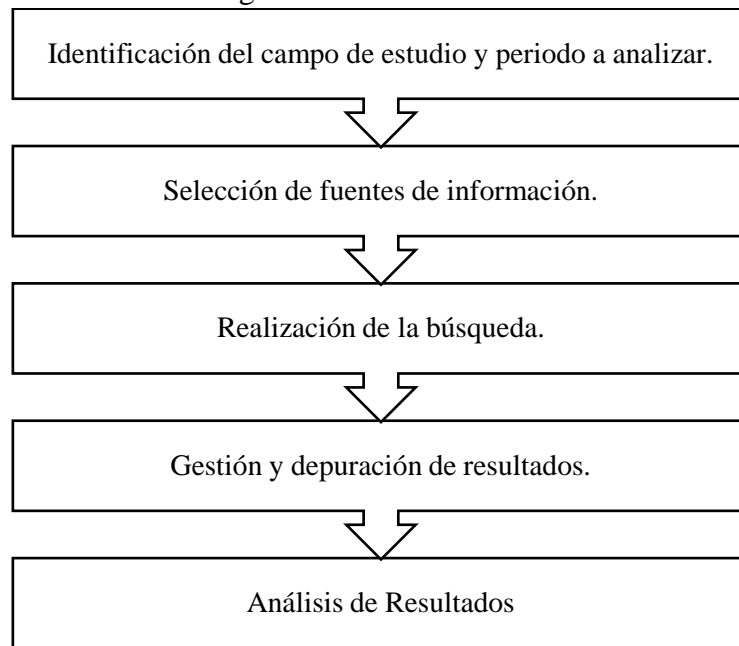 Identificación del campo de estudio y periodo a analizar.
Selección de fuentes de información.
Realización de la búsqueda.
Gestión y depuración de resultados.
Análisis de Resultados